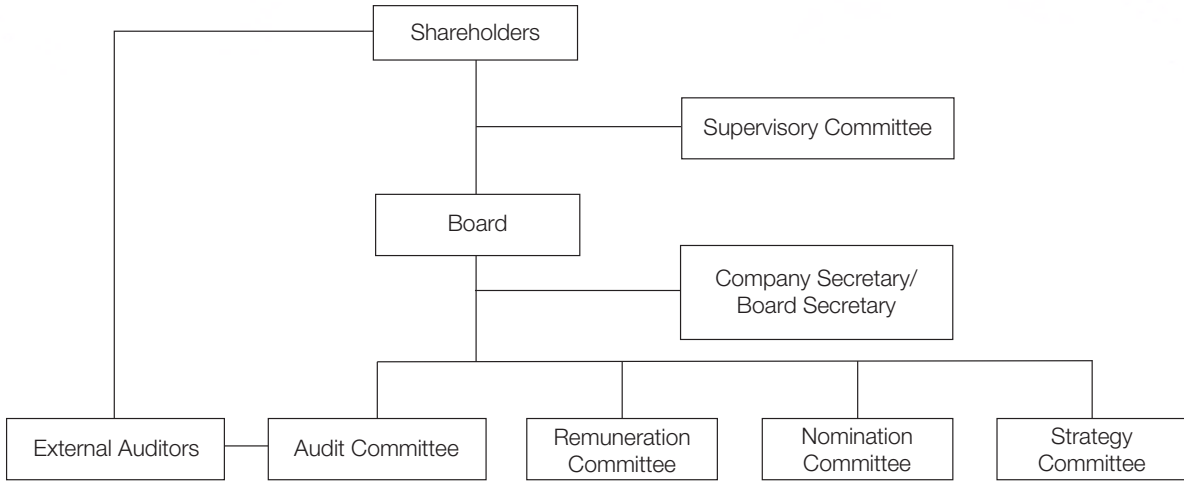 Shareholders
Supervisory Committee
Board
Company Secretary/
Board Secretary
External Auditors
Audit Committee
Remuneration
Committee
Nomination
Committee
Strategy
Committee